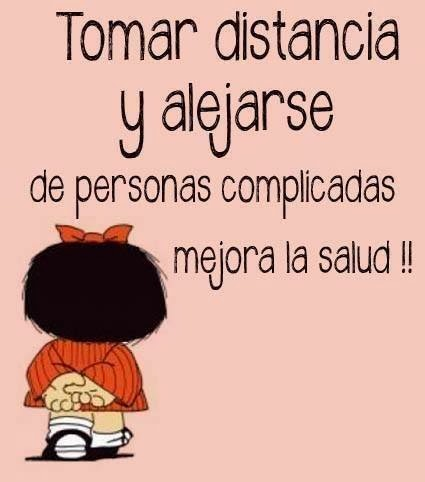 Tomar distancia
y alejarse
de personas complicadas
mejora la salud !!